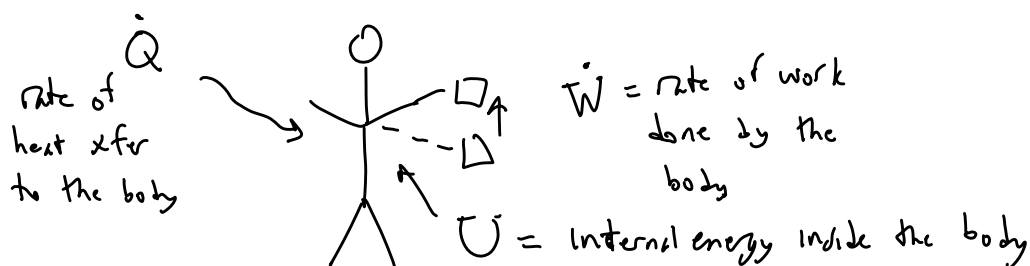 Q̇
rate of
heat xfer
to the body
Ẇ = rate of work
done by the
body
U = internal energy inside the body